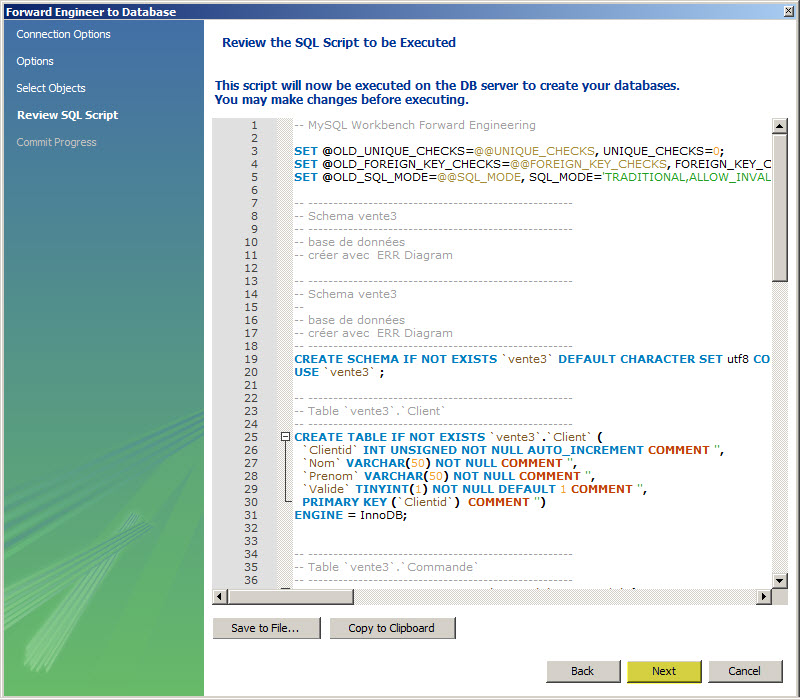 Forward Engineer to Database
Connection Options
Options
Select Objects
Review SQL Script
Commit Progress
Review the SQL Script to be Executed
This script will now be executed on the DB server to create your databases.
You may make changes before executing.
1 -- MySQL Workbench Forward Engineering
2
3 SET @OLD_UNIQUE_CHECKS=@@UNIQUE_CHECKS, UNIQUE_CHECKS=0;
4 SET @OLD_FOREIGN_KEY_CHECKS=@@FOREIGN_KEY_CHECKS, FOREIGN_KEY_C
5 SET @OLD_SQL_MODE=@@SQL_MODE, SQL_MODE='TRADITIONAL,ALLOW_INVAL
6
7 -- -----------------------------------------------------
8 -- Schema vente3
9 -- -----------------------------------------------------
10 -- base de données
11 -- créer avec  ERR Diagram
12
13 -- -----------------------------------------------------
14 -- Schema vente3
15 --
16 -- base de données
17 -- créer avec  ERR Diagram
18 -- -----------------------------------------------------
19 CREATE SCHEMA IF NOT EXISTS `vente3` DEFAULT CHARACTER SET utf8 CO
20 USE `vente3` ;
21
22 -- -----------------------------------------------------
23 -- Table `vente3`.`Client`
24 -- -----------------------------------------------------
25 CREATE TABLE IF NOT EXISTS `vente3`.`Client` (
26 `Clientid` INT UNSIGNED NOT NULL AUTO_INCREMENT COMMENT '',
27 `Nom` VARCHAR(50) NOT NULL COMMENT '',
28 `Prenom` VARCHAR(50) NOT NULL COMMENT '',
29 `Valide` TINYINT(1) NOT NULL DEFAULT 1 COMMENT '',
30 PRIMARY KEY (`Clientid`)  COMMENT '')
31 ENGINE = InnoDB;
32
33
34 -- -----------------------------------------------------
35 -- Table `vente3`.`Commande`
36 -- -----------------------------------------------------
Save to File...
Copy to Clipboard
Back
Next
Cancel